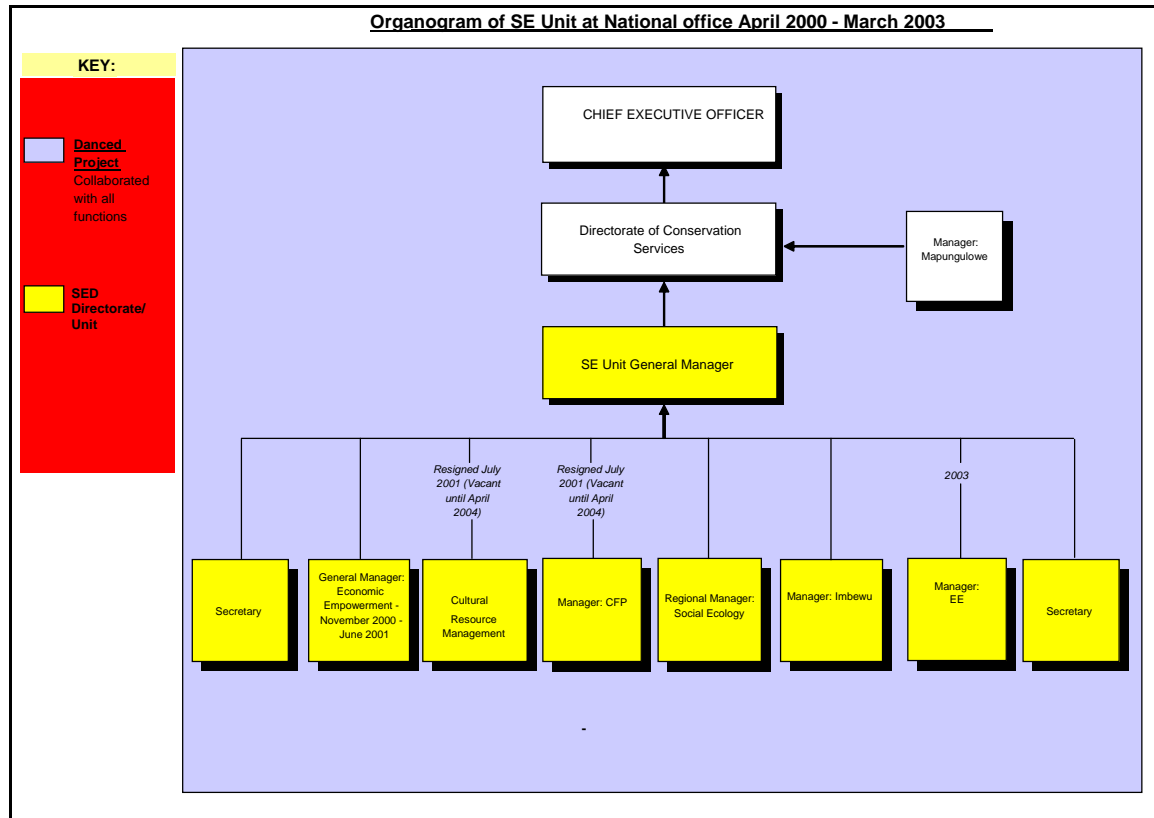 Organogram of SE Unit at National office April 2000 - March 2003
KEY:
Danced
Project
Collaborated
with all
functions
SED
Directorate/
Unit
CHIEF EXECUTIVE OFFICER
Directorate of Conservation
Services
Manager:
Mapungulowe
SE Unit General Manager
Resigned July
2001 (Vacant
until April
2004)
Resigned July
2001 (Vacant
until April
2004)
2003
Secretary
General Manager:
Economic
Empowerment -
November 2000 -
June 2001
Cultural
Resource
Management
Manager: CFP
Regional Manager:
Social Ecology
Manager: Imbewu
Manager:
EE
Secretary
-